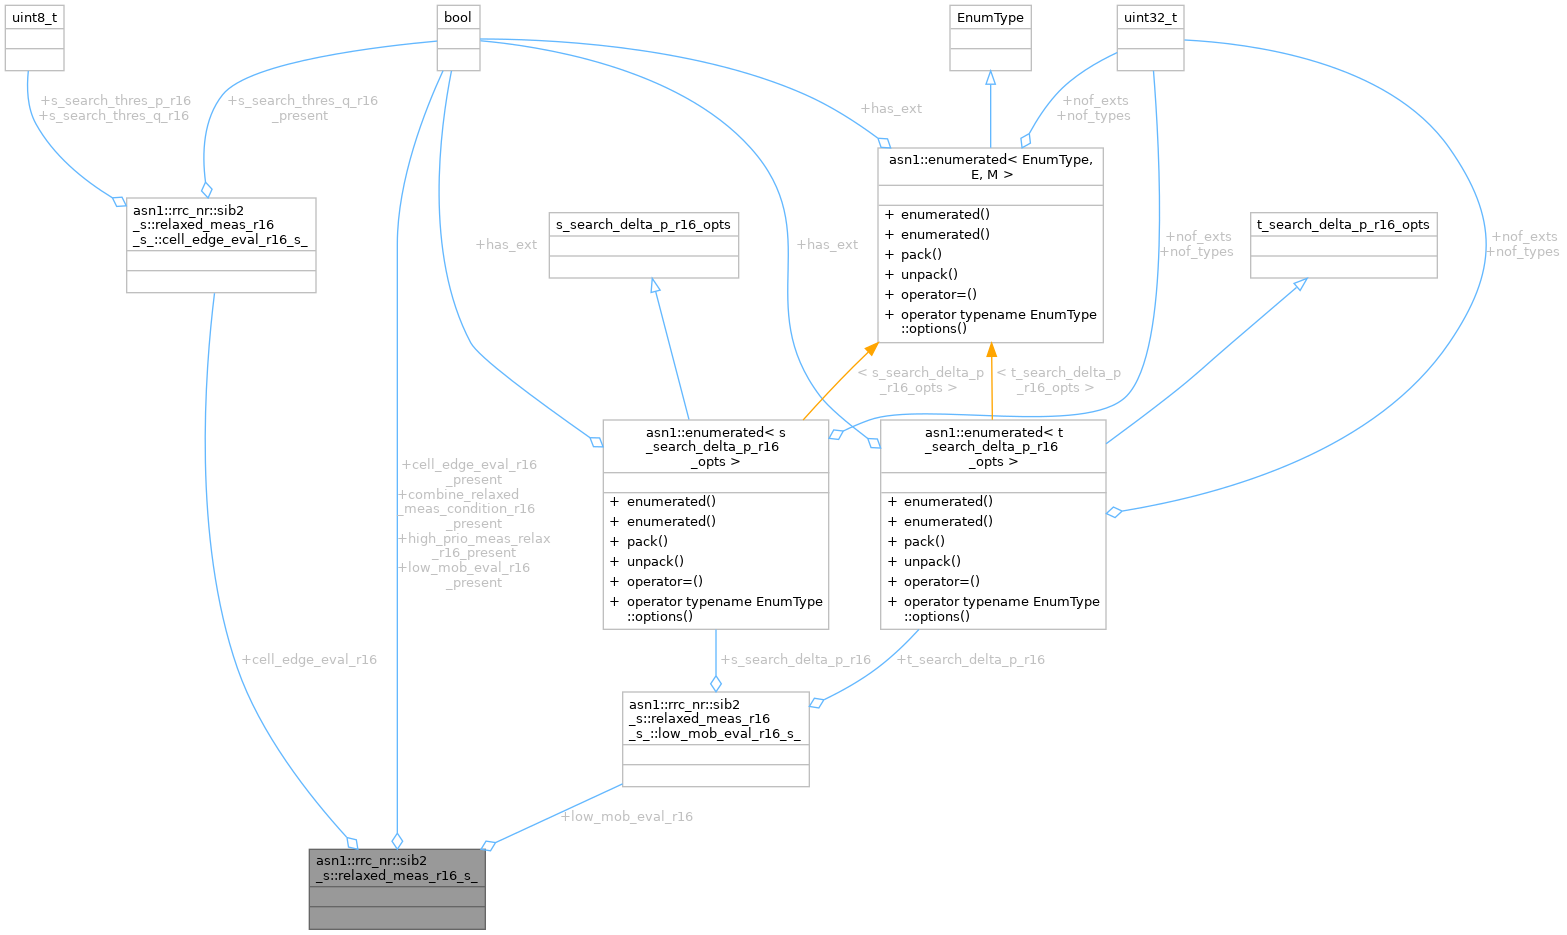 uint8_t
bool
EnumType
uint32_t
+s_search_thres_p_r16
+s_search_thres_q_r16
+s_search_thres_q_r16
_present
+has_ext
+nof_exts
+nof_types
asn1::enumerated< EnumType,
E, M >
+ enumerated()
+ enumerated()
+ pack()
+ unpack()
+ operator=()
+ operator typename EnumType
::options()
asn1::rrc_nr::sib2
_s::relaxed_meas_r16
_s_::cell_edge_eval_r16_s_
s_search_delta_p_r16_opts
t_search_delta_p_r16_opts
+has_ext
+has_ext
+nof_exts
+nof_types
+nof_exts
+nof_types
< s_search_delta_p
_r16_opts >
< t_search_delta_p
_r16_opts >
asn1::enumerated< s
_search_delta_p_r16
_opts >
+ enumerated()
+ enumerated()
+ pack()
+ unpack()
+ operator=()
+ operator typename EnumType
::options()
asn1::enumerated< t
_search_delta_p_r16
_opts >
+ enumerated()
+ enumerated()
+ pack()
+ unpack()
+ operator=()
+ operator typename EnumType
::options()
+cell_edge_eval_r16
_present
+combine_relaxed
_meas_condition_r16
_present
+high_prio_meas_relax
_r16_present
+low_mob_eval_r16
_present
+cell_edge_eval_r16
+s_search_delta_p_r16
+t_search_delta_p_r16
asn1::rrc_nr::sib2
_s::relaxed_meas_r16
_s_::low_mob_eval_r16_s_
+low_mob_eval_r16
asn1::rrc_nr::sib2
_s::relaxed_meas_r16_s_